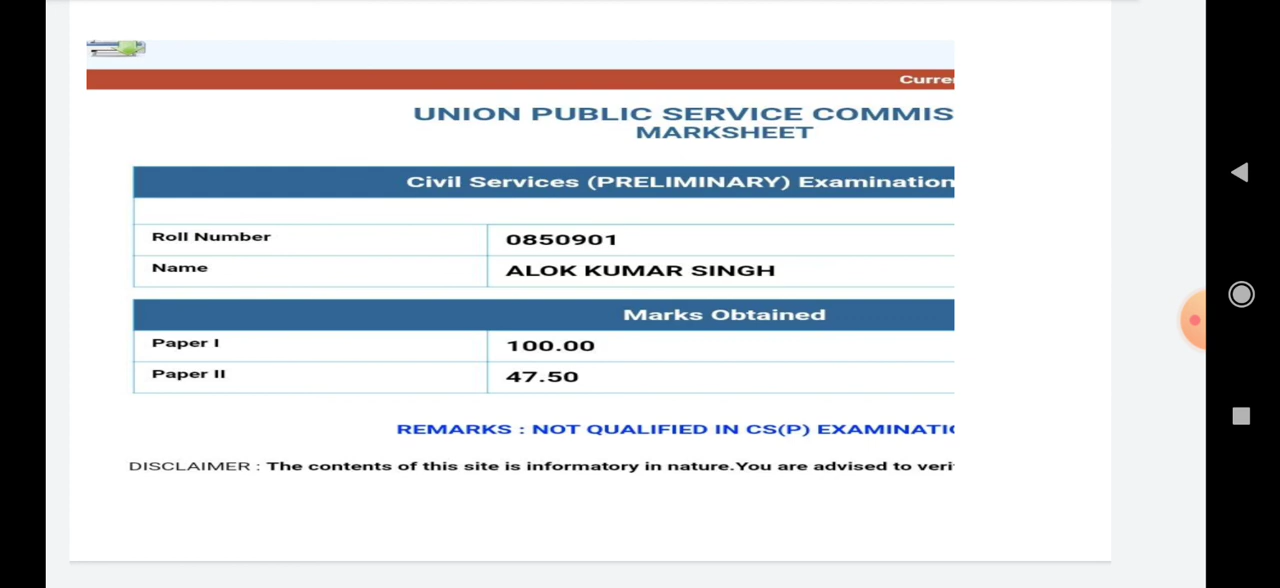 Curre
UNION PUBLIC SERVICE COMMIS
MARKSHEET
Civil Services (PRELIMINARY) Examination
Roll Number 0850901
Name ALOK KUMAR SINGH
Marks Obtained
Paper I 100.00
Paper II 47.50
REMARKS : NOT QUALIFIED IN CS(P) EXAMINATI
DISCLAIMER : The contents of this site is informatory in nature.You are advised to veri